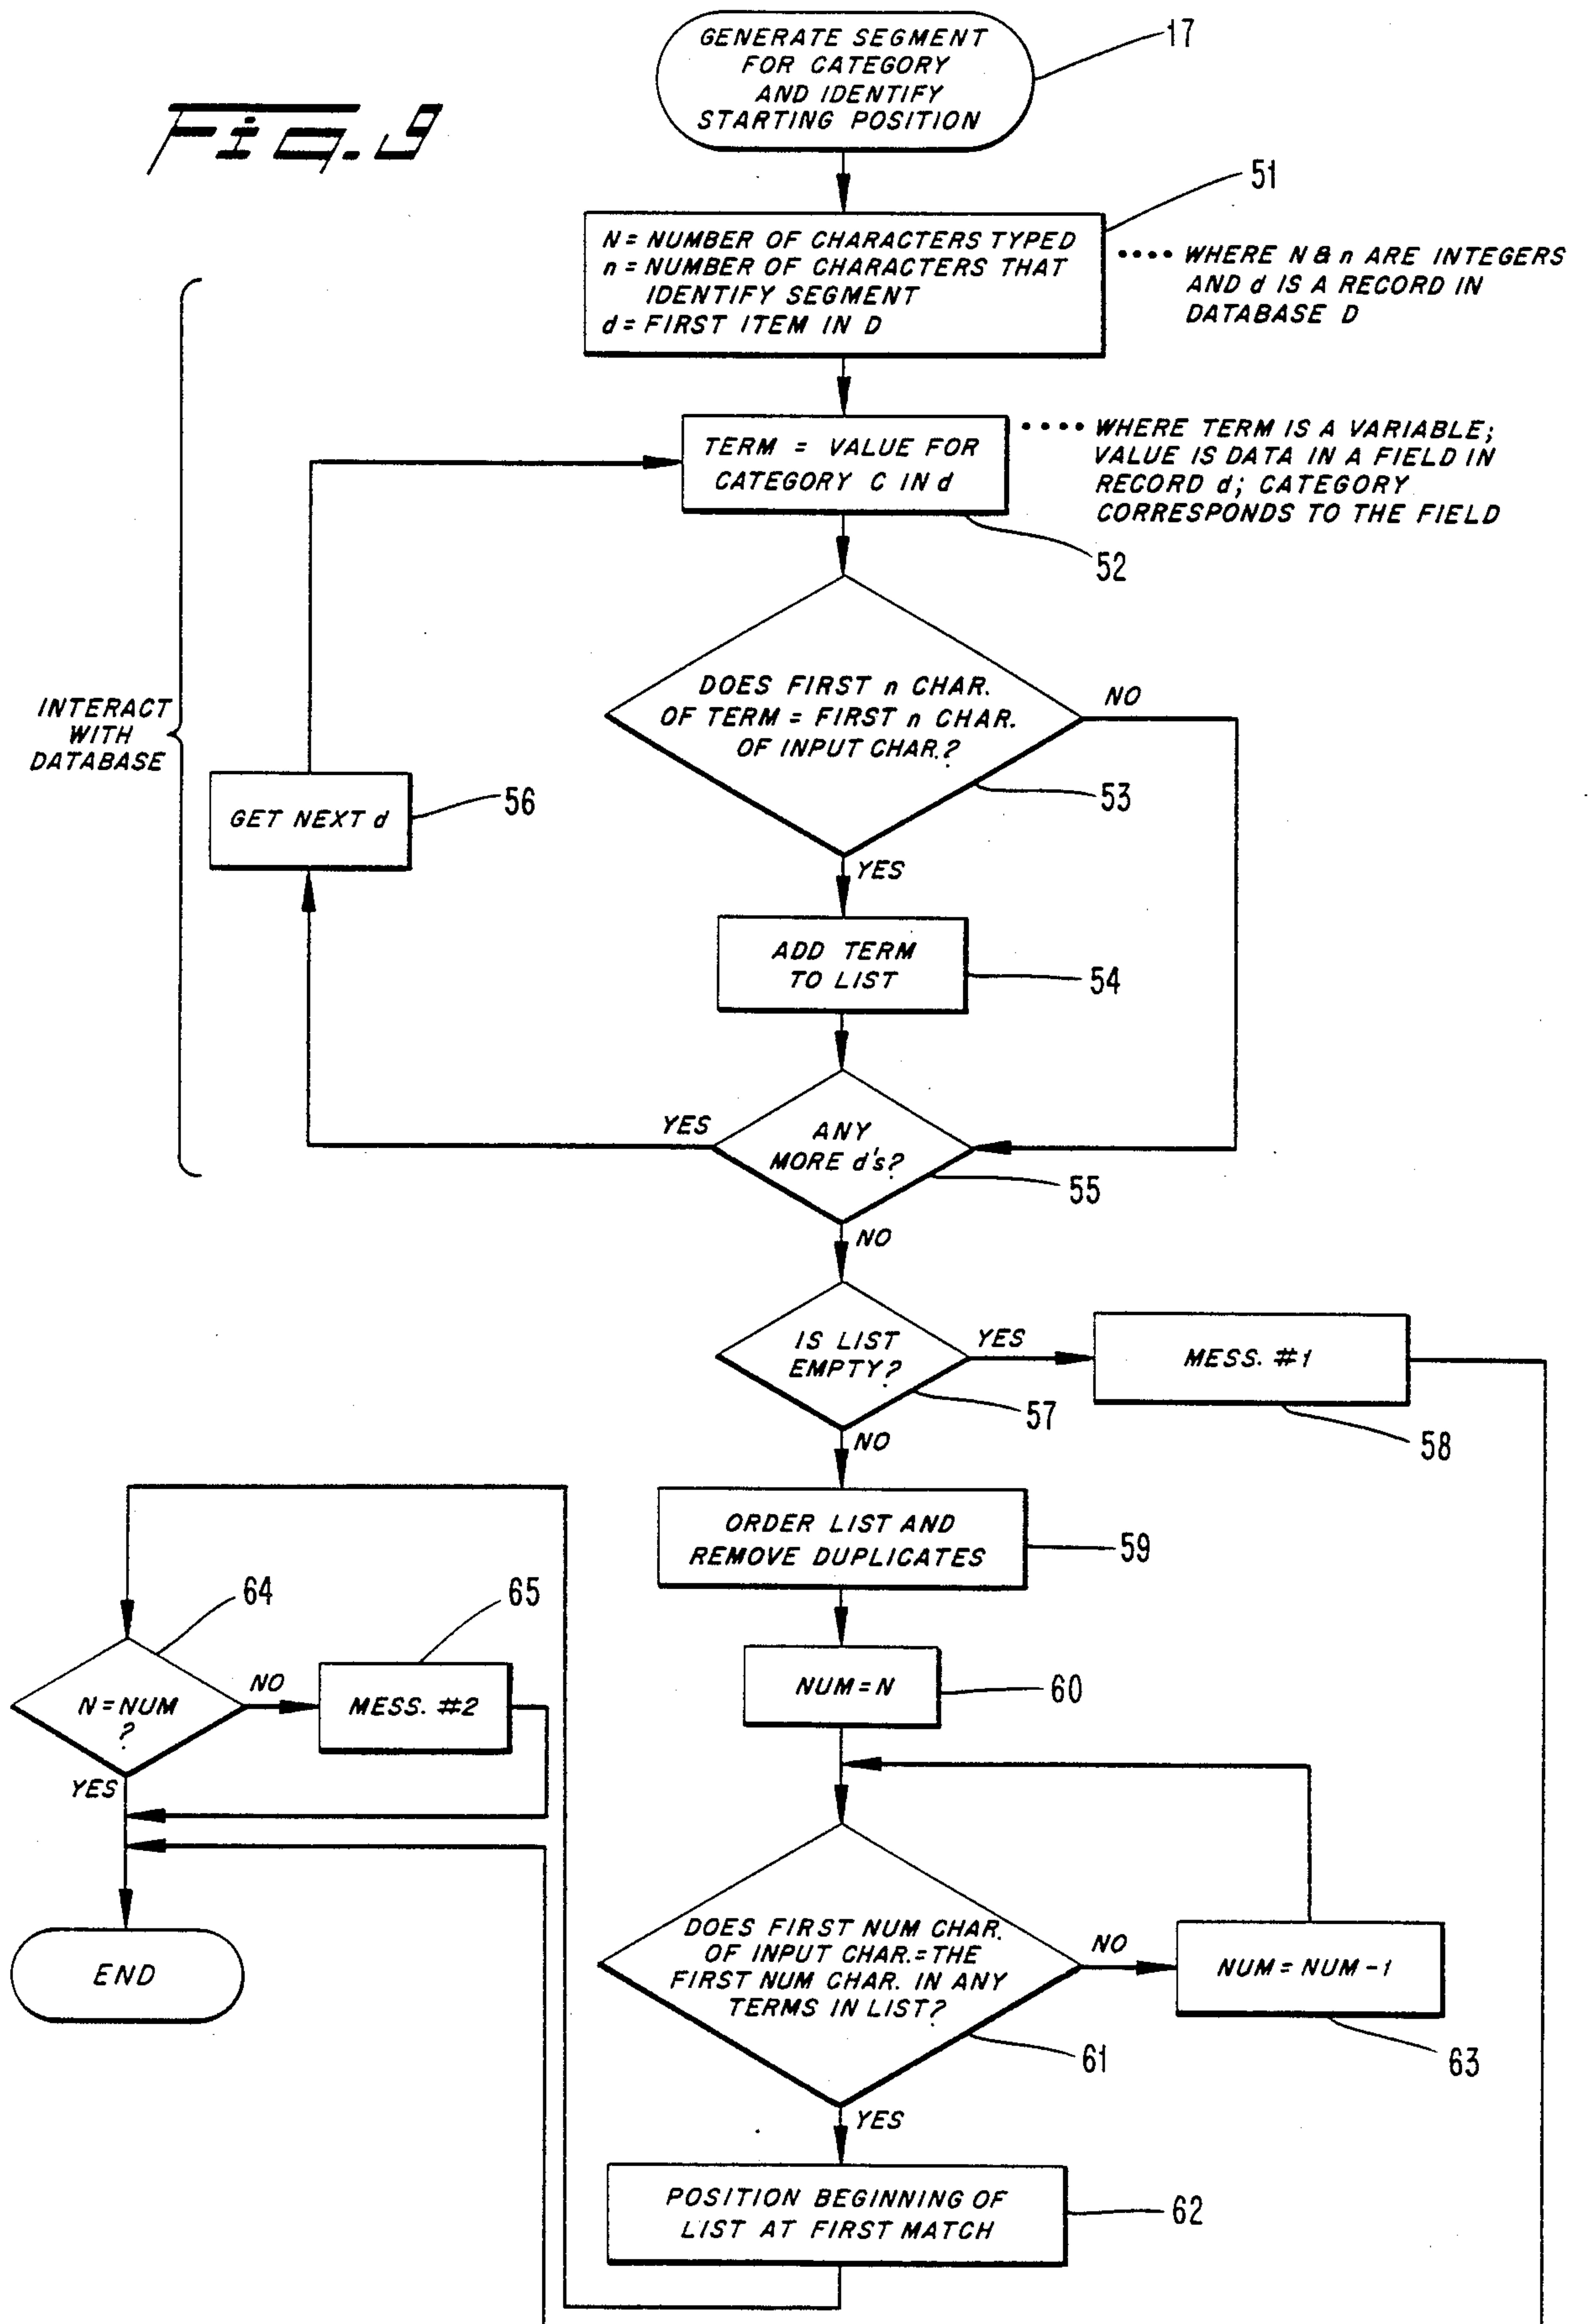 Fig. 9
GENERATE SEGMENT
FOR CATEGORY
AND IDENTIFY
STARTING POSITION
17
51
N = NUMBER OF CHARACTERS TYPED
n = NUMBER OF CHARACTERS THAT
IDENTIFY SEGMENT
d = FIRST ITEM IN D
•••• WHERE N & n ARE INTEGERS
AND d IS A RECORD IN
DATABASE D
TERM = VALUE FOR
CATEGORY C IN d
•••• WHERE TERM IS A VARIABLE;
VALUE IS DATA IN A FIELD IN
RECORD d; CATEGORY
CORRESPONDS TO THE FIELD
52
INTERACT
WITH
DATABASE
DOES FIRST n CHAR.
OF TERM = FIRST n CHAR.
OF INPUT CHAR.?
NO
53
YES
GET NEXT d
56
ADD TERM
TO LIST
54
YES
ANY
MORE d's?
55
NO
IS LIST
EMPTY?
YES
57
MESS. #1
58
NO
ORDER LIST AND
REMOVE DUPLICATES
59
NUM = N
60
64
65
N = NUM
?
NO
MESS. #2
YES
END
DOES FIRST NUM CHAR.
OF INPUT CHAR. = THE
FIRST NUM CHAR. IN ANY
TERMS IN LIST?
NO
NUM = NUM - 1
61
63
YES
POSITION BEGINNING OF
LIST AT FIRST MATCH
62